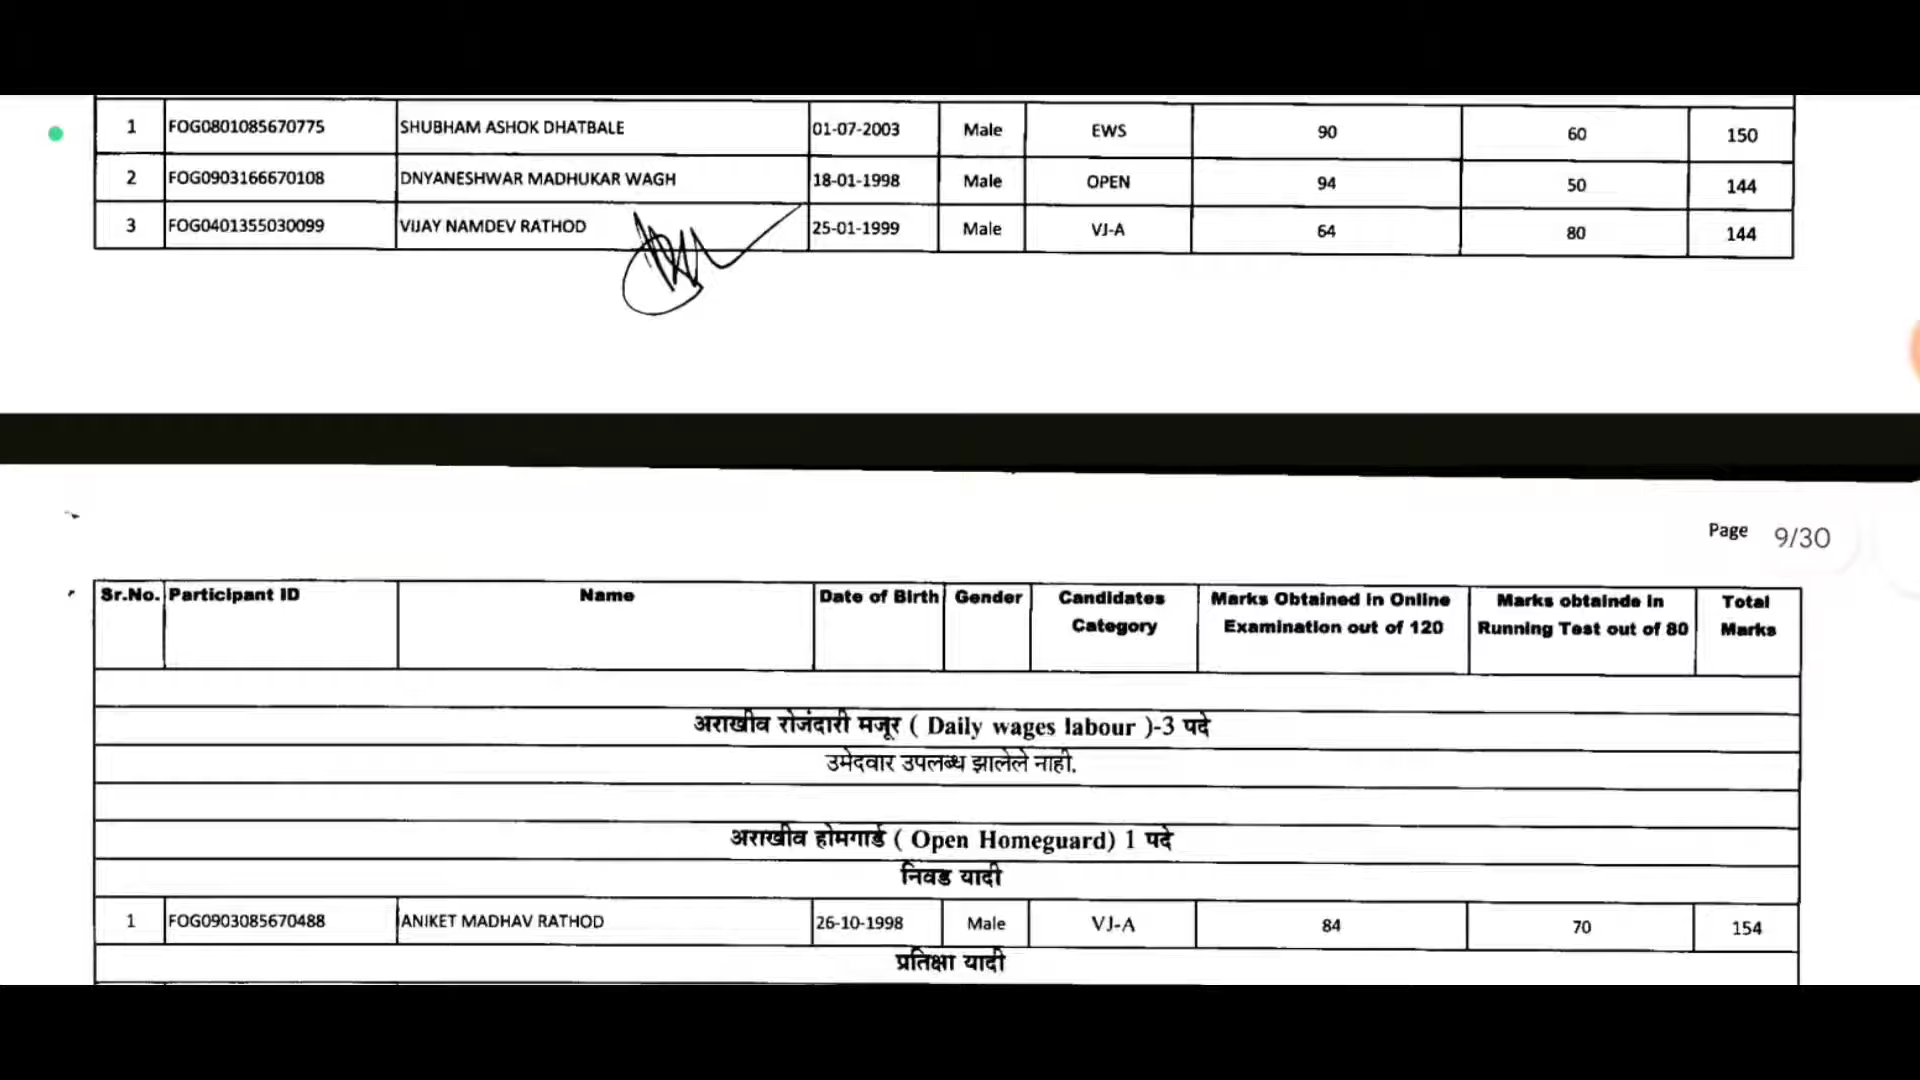 1 FOG0801085670775 SHUBHAM ASHOK DHATBALE 01-07-2003 Male EWS 90 60 150
2 FOG0903166670108 DNYANESHWAR MADHUKAR WAGH 18-01-1998 Male OPEN 94 50 144
3 FOG0401355030099 VIJAY NAMDEV RATHOD 25-01-1999 Male VJ-A 64 80 144
Page 9/30
Sr.No. Participant ID Name Date of Birth Gender Candidates Category Marks Obtained in Online Examination out of 120 Marks obtainde in Running Test out of 80 Total Marks
अराखीव रोजंदारी मजूर ( Daily wages labour )-3 पदे
उमेदवार उपलब्ध झालेले नाही.
अराखीव होमगार्ड ( Open Homeguard) 1 पदे
निवड यादी
1 FOG0903085670488 ANIKET MADHAV RATHOD 26-10-1998 Male VJ-A 84 70 154
प्रतिक्षा यादी